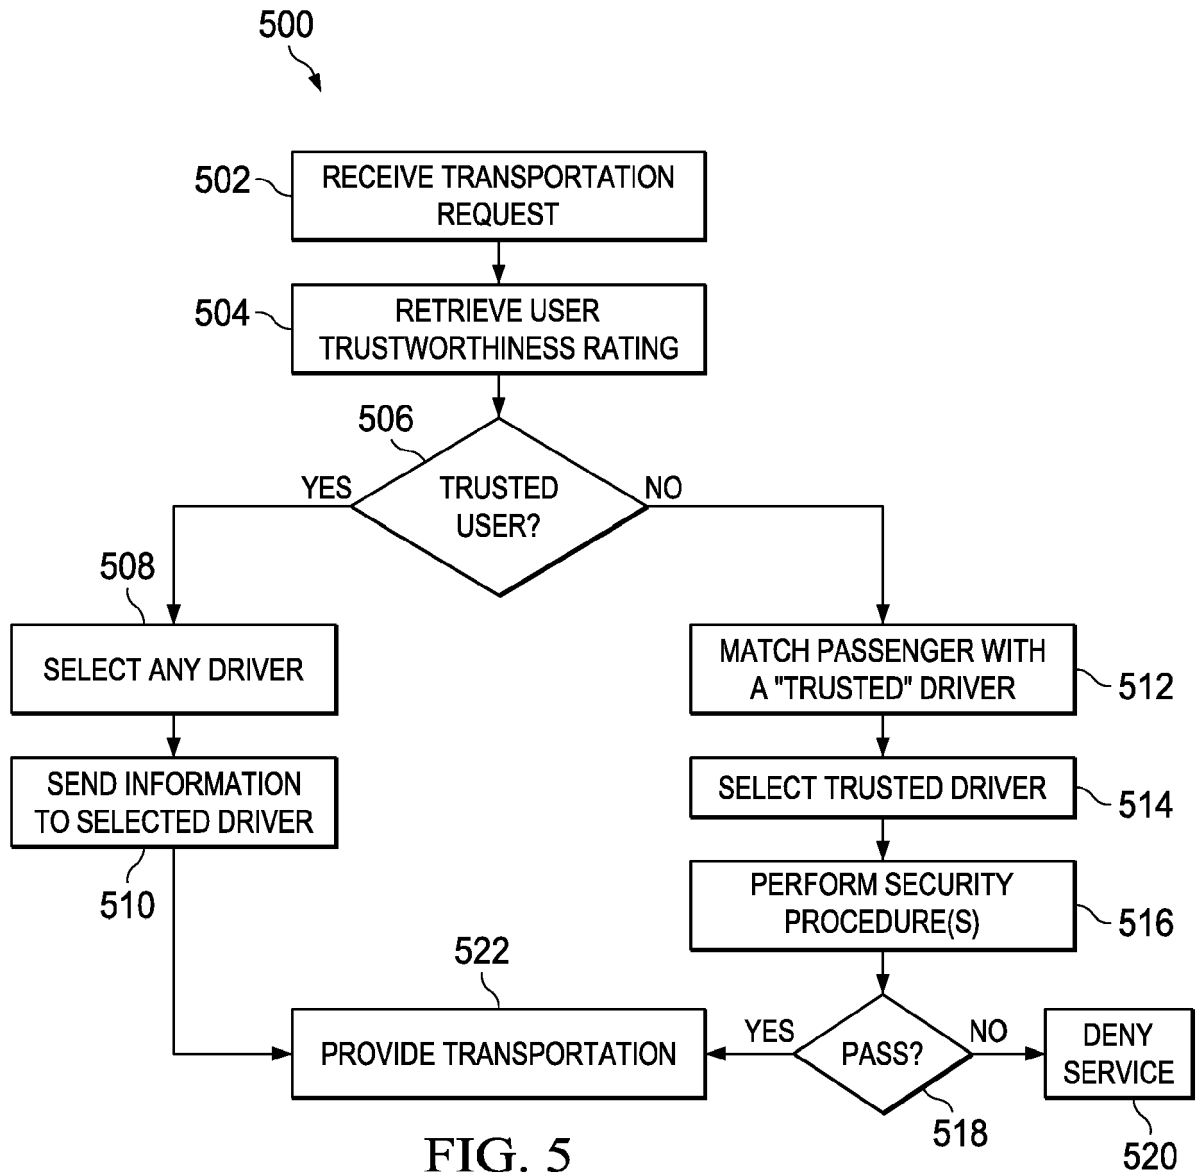 500
502
RECEIVE TRANSPORTATION
REQUEST
504
RETRIEVE USER
TRUSTWORTHINESS RATING
506
YES
TRUSTED
USER?
NO
508
SELECT ANY DRIVER
SEND INFORMATION
TO SELECTED DRIVER
510
MATCH PASSENGER WITH
A "TRUSTED" DRIVER
512
SELECT TRUSTED DRIVER
514
PERFORM SECURITY
PROCEDURE(S)
516
522
PROVIDE TRANSPORTATION
YES
PASS?
NO
518
DENY
SERVICE
520
FIG. 5